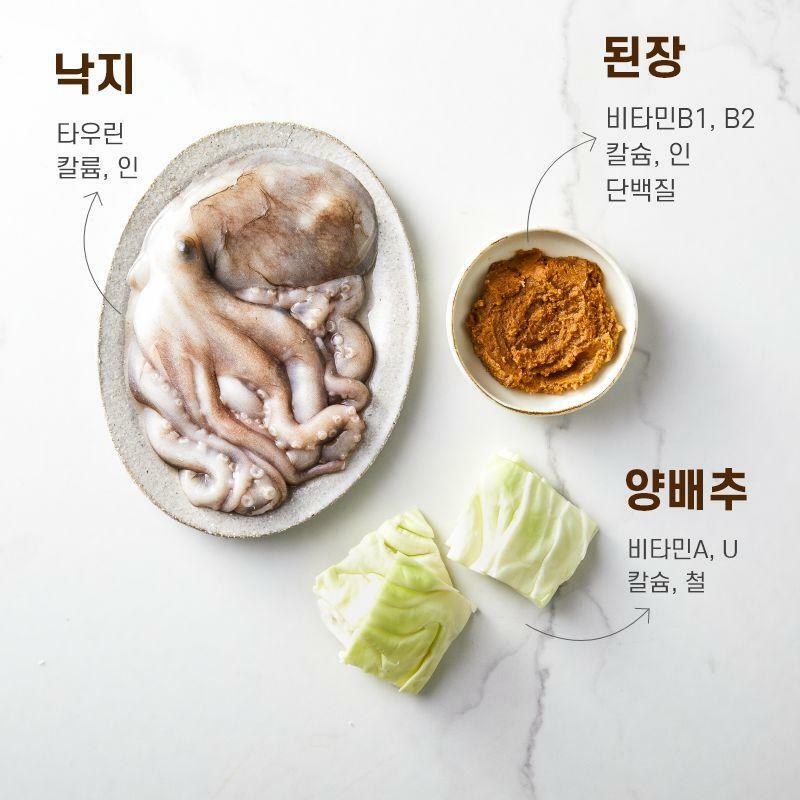 낙지
타우린
칼륨, 인
된장
비타민B1, B2
칼슘, 인
단백질
양배추
비타민A, U
칼슘, 철